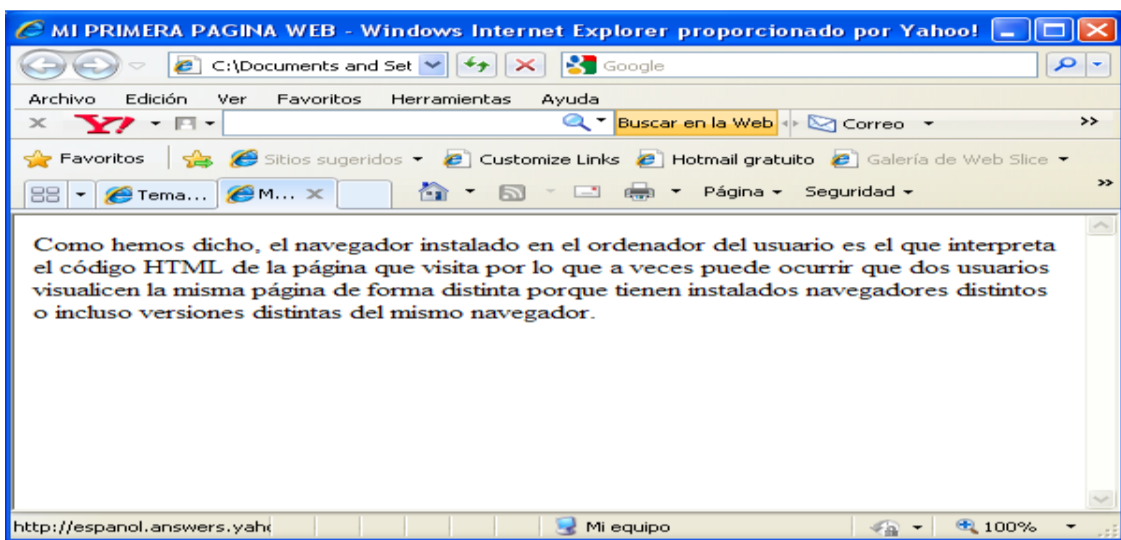 MI PRIMERA PAGINA WEB - Windows Internet Explorer proporcionado por Yahoo!
C:\Documents and Set Google
Archivo Edición Ver Favoritos Herramientas Ayuda
Y! Buscar en la Web Correo >>
Favoritos Sitios sugeridos Customize Links Hotmail gratuito Galería de Web Slice
Tema... M... Página Seguridad >>
Como hemos dicho, el navegador instalado en el ordenador del usuario es el que interpreta
el código HTML de la página que visita por lo que a veces puede ocurrir que dos usuarios
visualicen la misma página de forma distinta porque tienen instalados navegadores distintos
o incluso versiones distintas del mismo navegador.
http://espanol.answers.yah Mi equipo 100%